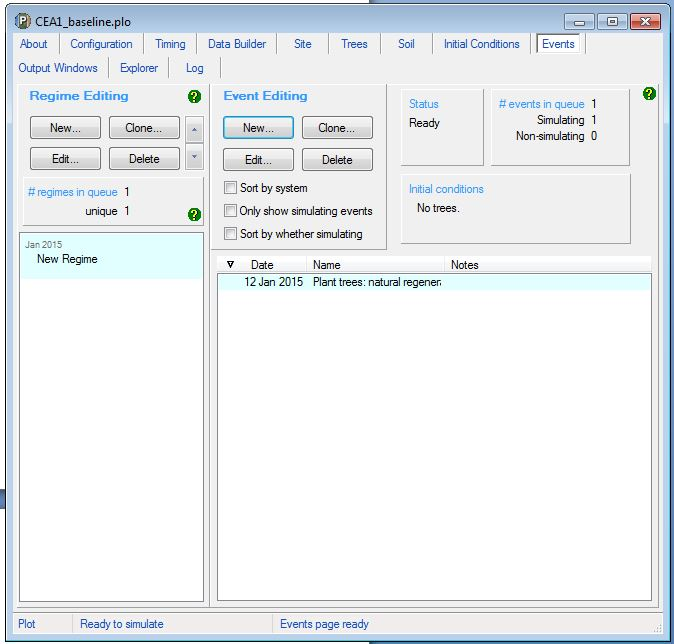 CEA1_baseline.plo
About Configuration Timing Data Builder Site Trees Soil Initial Conditions Events
Output Windows Explorer Log
Regime Editing
New... Clone...
Edit... Delete
# regimes in queue 1
unique 1
Jan 2015
New Regime
Event Editing
New... Clone...
Edit... Delete
Sort by system
Only show simulating events
Sort by whether simulating
Status
Ready
# events in queue 1
Simulating 1
Non-simulating 0
Initial conditions
No trees.
Date Name Notes
12 Jan 2015 Plant trees: natural regenera
Plot Ready to simulate Events page ready